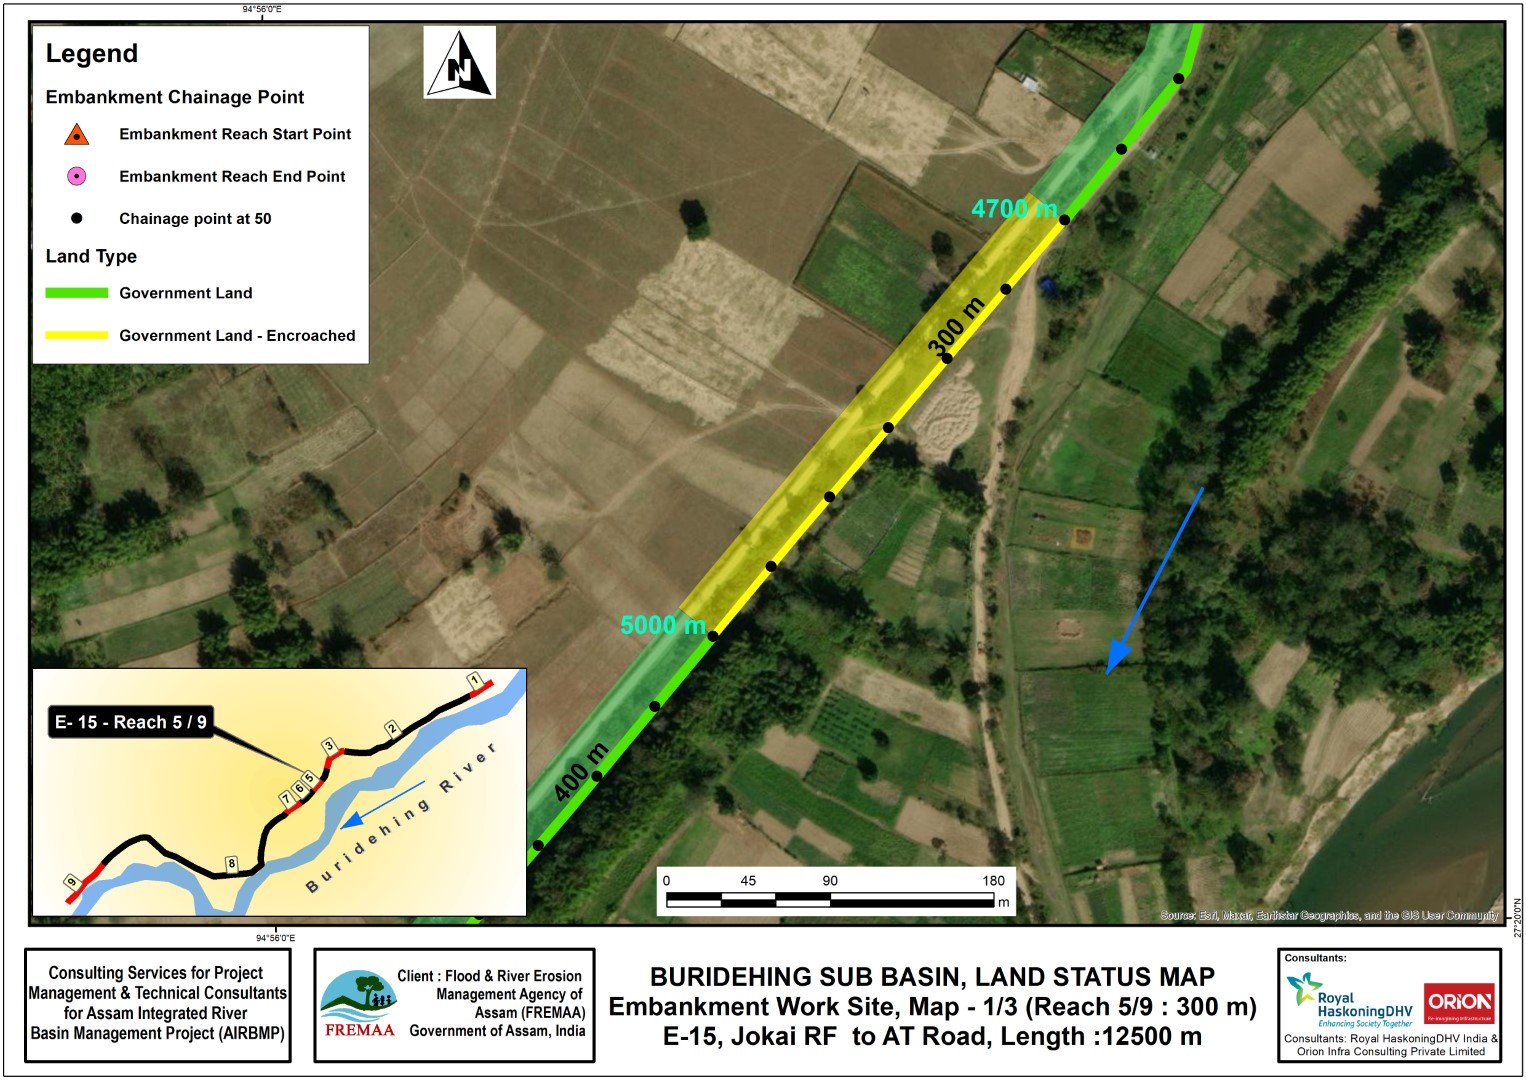 94°56'0"E
Legend
Embankment Chainage Point
Embankment Reach Start Point
Embankment Reach End Point
Chainage point at 50
Land Type
Government Land
Government Land - Encroached
N
4700 m
300 m
5000 m
400 m
E- 15 - Reach 5 / 9
1
2
3
5
6
7
8
9
Buridehing River
0 45 90 180
m
Source: Esri, Maxar, Earthstar Geographics, and the GIS User Community
27°20'0"N
94°56'0"E
Consulting Services for Project
Management & Technical Consultants
for Assam Integrated River
Basin Management Project (AIRBMP)
FREMAA
Client : Flood & River Erosion
Management Agency of
Assam (FREMAA)
Government of Assam, India
BURIDEHING SUB BASIN, LAND STATUS MAP
Embankment Work Site, Map - 1/3 (Reach 5/9 : 300 m)
E-15, Jokai RF to AT Road, Length :12500 m
Consultants:
Royal
HaskoningDHV
Enhancing Society Together
ORiON
Re-imagining infrastructure
Consultants: Royal HaskoningDHV India &
Orion Infra Consulting Private Limited